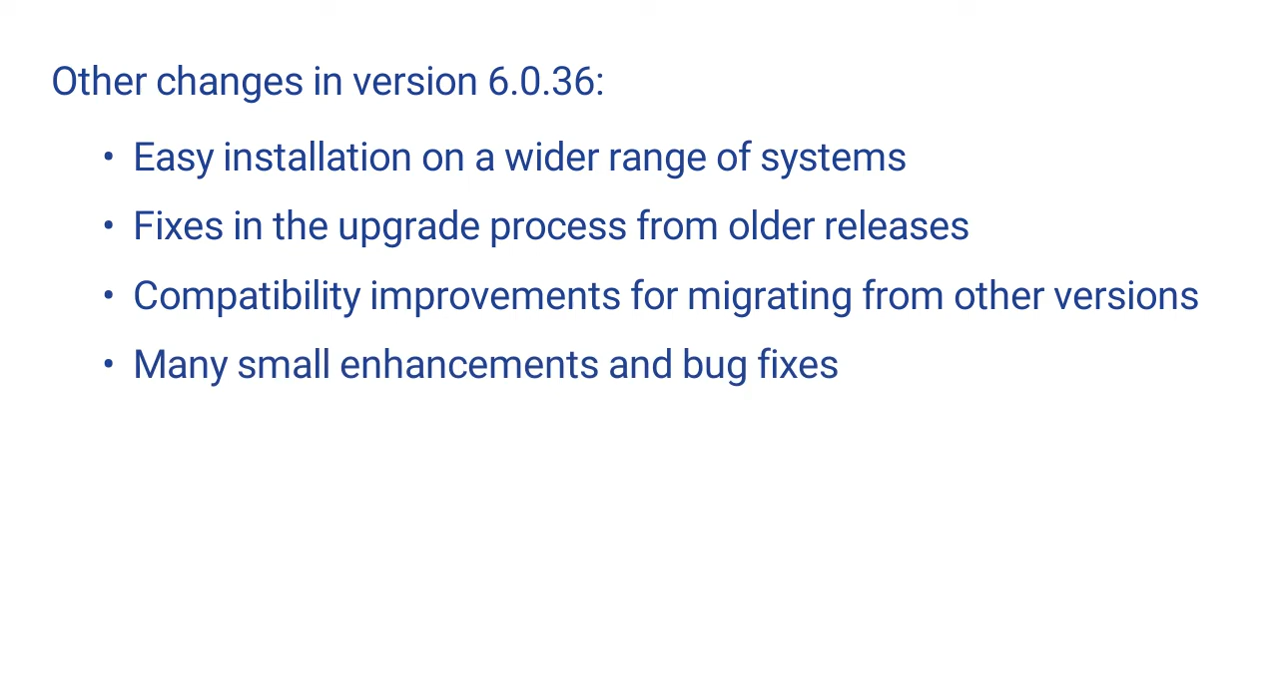 Other changes in version 6.0.36:
• Easy installation on a wider range of systems
• Fixes in the upgrade process from older releases
• Compatibility improvements for migrating from other versions
• Many small enhancements and bug fixes